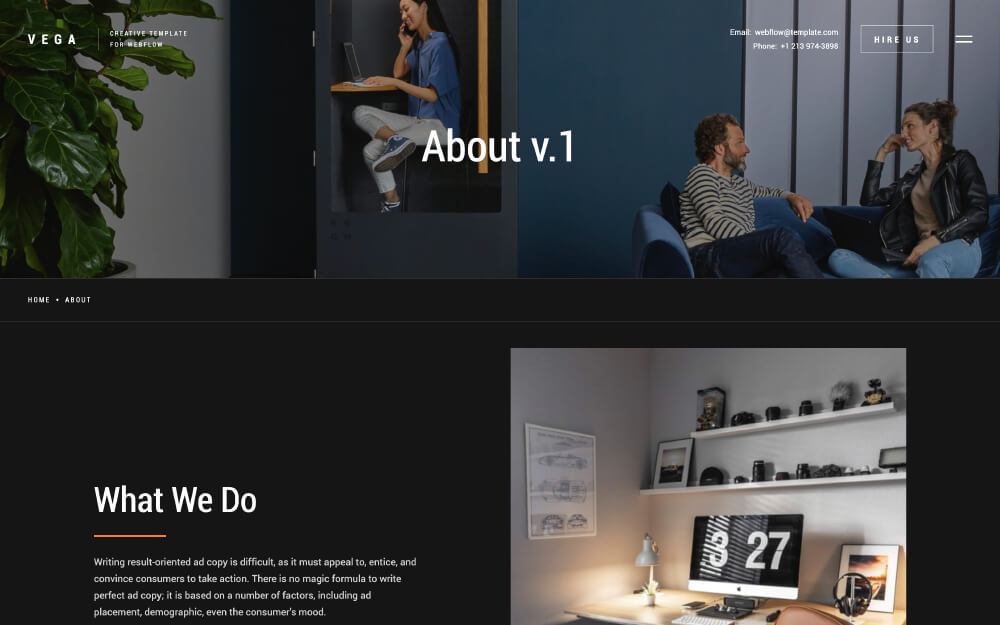 VEGA
CREATIVE TEMPLATE
FOR WEBFLOW
Email: webflow@template.com
Phone: +1 213 974-3898
HIRE US
About v.1
HOME • ABOUT
What We Do
Writing result-oriented ad copy is difficult, as it must appeal to, entice, and
convince consumers to take action. There is no magic formula to write
perfect ad copy; it is based on a number of factors, including ad
placement, demographic, even the consumer's mood.
3 27